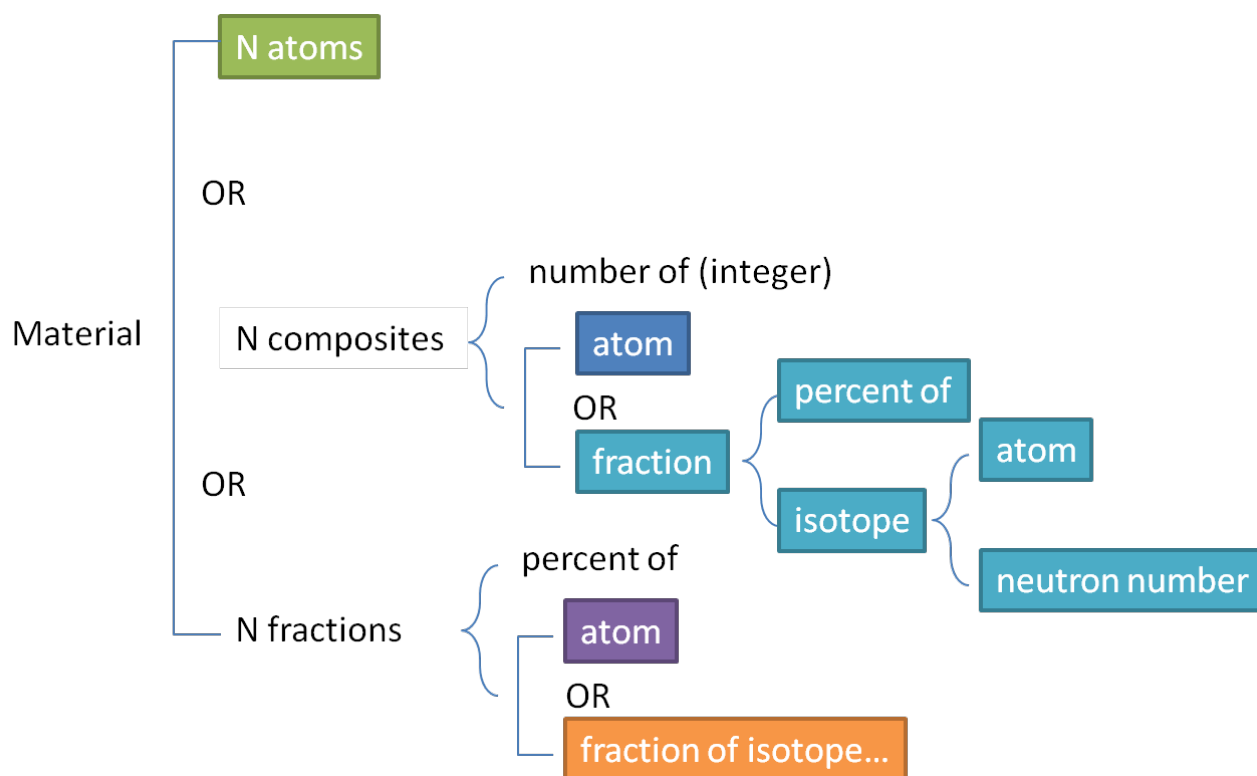 N atoms
OR
number of (integer)
Material
N composites
atom
percent of
OR
atom
fraction
OR
isotope
percent of
neutron number
N fractions
atom
OR
fraction of isotope...